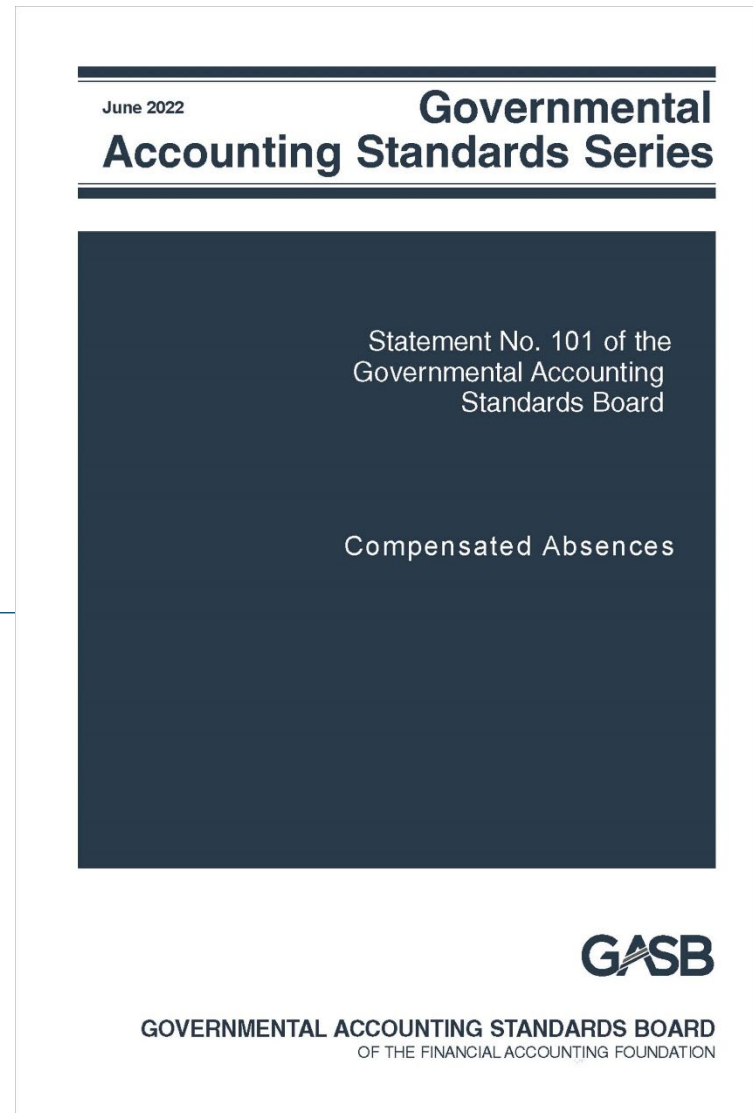 June 2022
Governmental
Accounting Standards Series
Statement No. 101 of the
Governmental Accounting
Standards Board
Compensated Absences
GASB
GOVERNMENTAL ACCOUNTING STANDARDS BOARD
OF THE FINANCIAL ACCOUNTING FOUNDATION